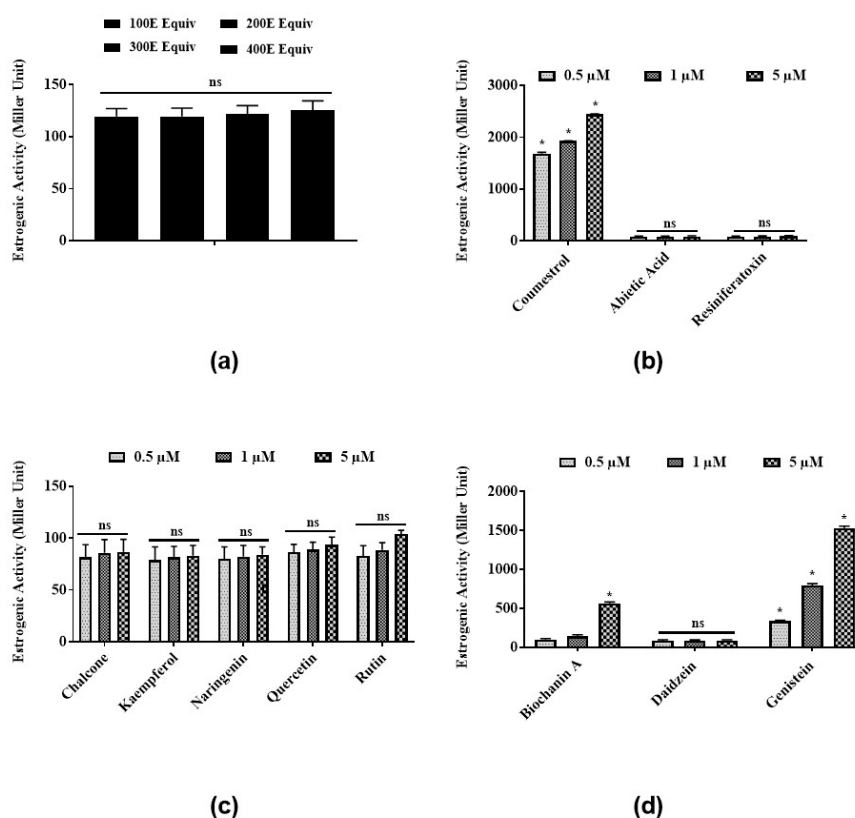 100E Equiv 200E Equiv
300E Equiv 400E Equiv
Estrogenic Activity (Miller Unit)
150
100
50
0
ns
(a)
0.5 µM 1 µM 5 µM
Estrogenic Activity (Miller Unit)
3000
2000
1000
0
* * *
ns
ns
Coumestrol
Abietic Acid
Resiniferatoxin
(b)
0.5 µM 1 µM 5 µM
Estrogenic Activity (Miller Unit)
150
100
50
0
ns ns ns ns ns
Chalcone
Kaempferol
Naringenin
Quercetin
Rutin
(c)
0.5 µM 1 µM 5 µM
Estrogenic Activity (Miller Unit)
2000
1500
1000
500
0
*
ns
* * *
Biochanin A
Daidzein
Genistein
(d)